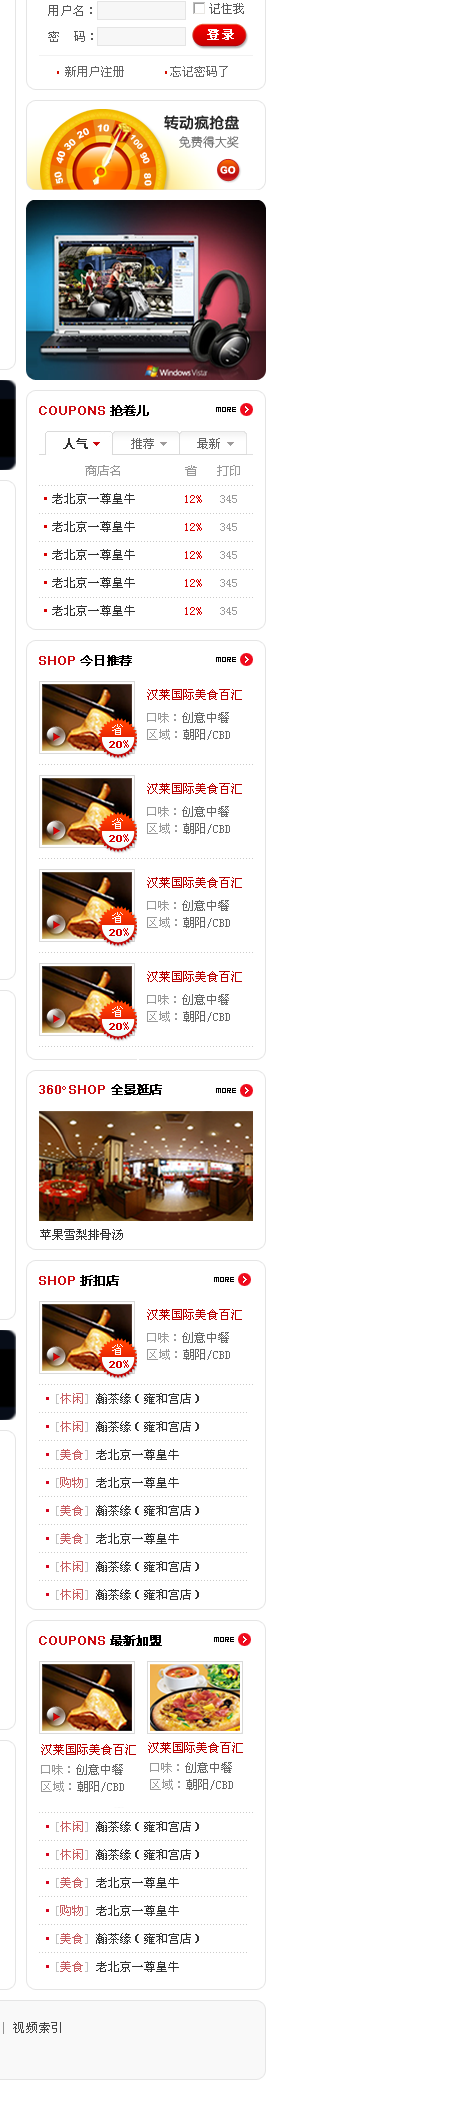 用户名：
记住我
密 码：
登录
新用户注册 忘记密码了
转动疯抢盘
免费得大奖
GO
10
20
30
40
50
100
90
80
Windows Vista
COUPONS 抢卷儿 MORE
人气 推荐 最新
商店名 省 打印
老北京一尊皇牛 12% 345
老北京一尊皇牛 12% 345
老北京一尊皇牛 12% 345
老北京一尊皇牛 12% 345
老北京一尊皇牛 12% 345
SHOP 今日推荐 MORE
汉莱国际美食百汇
口味：创意中餐
区域：朝阳/CBD
省
20%
汉莱国际美食百汇
口味：创意中餐
区域：朝阳/CBD
省
20%
汉莱国际美食百汇
口味：创意中餐
区域：朝阳/CBD
省
20%
汉莱国际美食百汇
口味：创意中餐
区域：朝阳/CBD
省
20%
360°SHOP 全景逛店 MORE
苹果雪梨排骨汤
SHOP 折扣店 MORE
汉莱国际美食百汇
口味：创意中餐
区域：朝阳/CBD
省
20%
[休闲] 瀚茶缘（雍和宫店）
[休闲] 瀚茶缘（雍和宫店）
[美食] 老北京一尊皇牛
[购物] 老北京一尊皇牛
[美食] 瀚茶缘（雍和宫店）
[美食] 老北京一尊皇牛
[休闲] 瀚茶缘（雍和宫店）
[休闲] 瀚茶缘（雍和宫店）
COUPONS 最新加盟 MORE
汉莱国际美食百汇 汉莱国际美食百汇
口味：创意中餐 口味：创意中餐
区域：朝阳/CBD 区域：朝阳/CBD
[休闲] 瀚茶缘（雍和宫店）
[休闲] 瀚茶缘（雍和宫店）
[美食] 老北京一尊皇牛
[购物] 老北京一尊皇牛
[美食] 瀚茶缘（雍和宫店）
[美食] 老北京一尊皇牛
| 视频索引